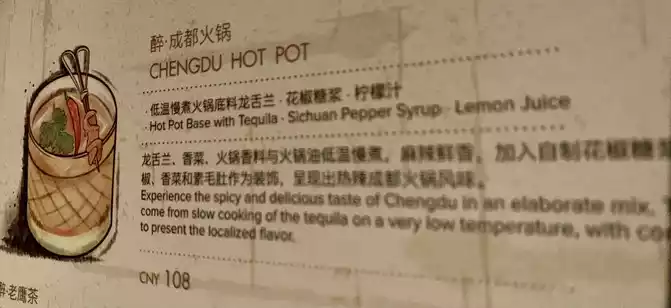 醉·成都火锅
CHENGDU HOT POT
· 低温慢煮火锅底料龙舌兰 · 花椒糖浆 · 柠檬汁
· Hot Pot Base with Tequila · Sichuan Pepper Syrup · Lemon Juice
龙舌兰、香菜、火锅香料与火锅油低温慢煮，麻辣鲜香，加入自制花椒糖浆
椒、香菜和素毛肚作为装饰，呈现出热辣成都火锅风味。
Experience the spicy and delicious taste of Chengdu in an elaborate mix.
come from slow cooking of the tequila on a very low temperature, with
to present the localized flavor.
CNY 108
醉·老鹰茶